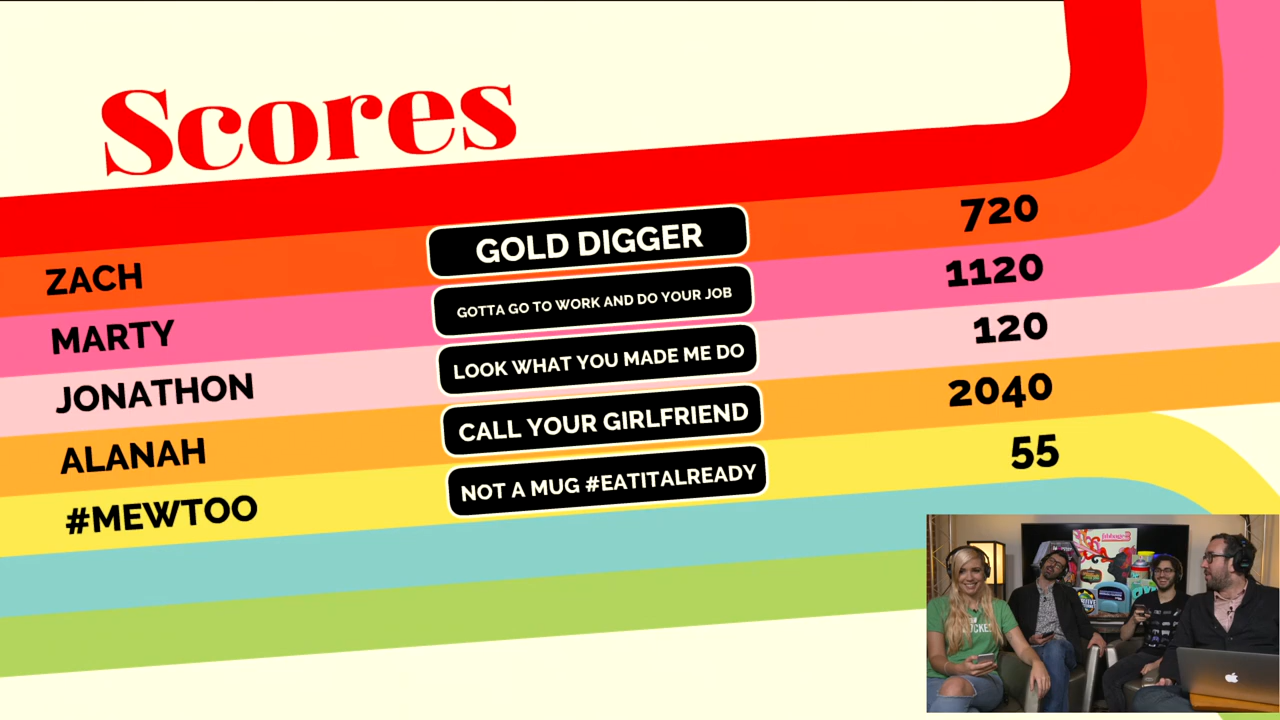 Scores
ZACH GOLD DIGGER 720
MARTY GOTTA GO TO WORK AND DO YOUR JOB 1120
JONATHON LOOK WHAT YOU MADE ME DO 120
ALANAH CALL YOUR GIRLFRIEND 2040
#MEWTOO NOT A MUG #EATITALREADY 55